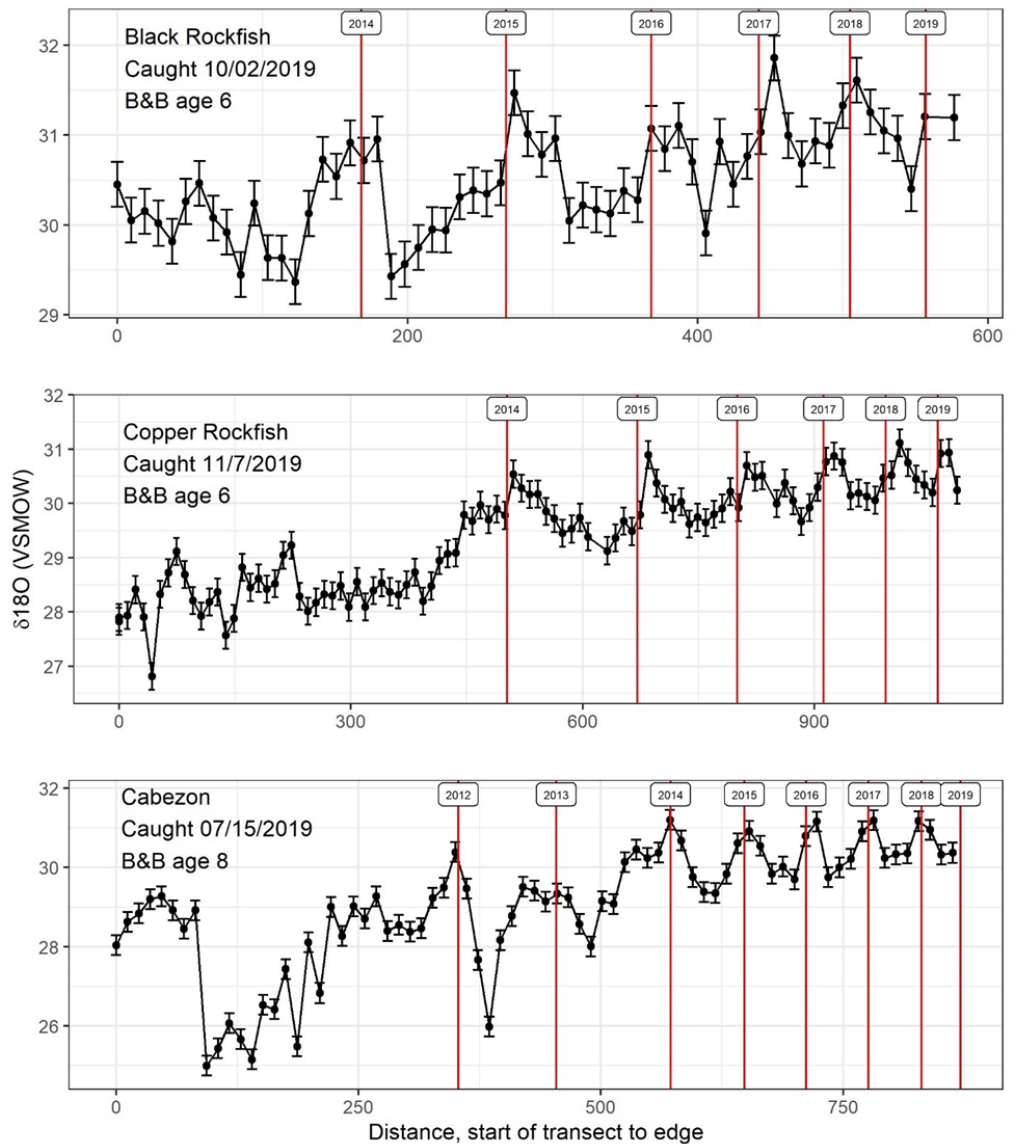 2014 2015 2016 2017 2018 2019
32
Black Rockfish
Caught 10/02/2019
B&B age 6
31
30
29
0 200 400 600
32
2014 2015 2016 2017 2018 2019
Copper Rockfish
Caught 11/7/2019
B&B age 6
31
30
29
28
27
0 300 600 900
δ18O (VSMOW)
32
2012 2013 2014 2015 2016 2017 2018 2019
Cabezon
Caught 07/15/2019
B&B age 8
30
28
26
0 250 500 750
Distance, start of transect to edge